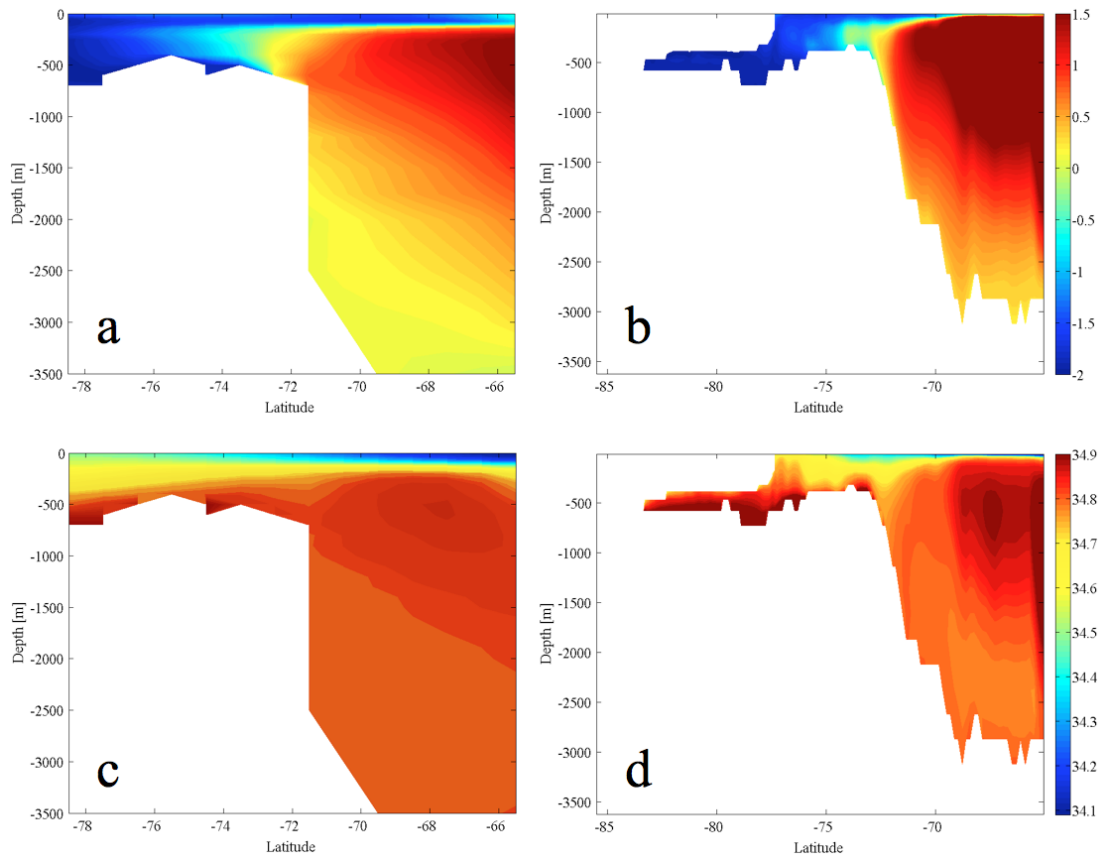 0
-500
-1000
-1500
-2000
-2500
-3000
-3500
Depth [m]
-78 -76 -74 -72 -70 -68 -66
Latitude
a
-500
-1000
-1500
-2000
-2500
-3000
-3500
Depth [m]
-85 -80 -75 -70
Latitude
b
1.5
1
0.5
0
-0.5
-1
-1.5
-2
0
-500
-1000
-1500
-2000
-2500
-3000
-3500
Depth [m]
-78 -76 -74 -72 -70 -68 -66
Latitude
c
-500
-1000
-1500
-2000
-2500
-3000
-3500
Depth [m]
-85 -80 -75 -70
Latitude
d
34.9
34.8
34.7
34.6
34.5
34.4
34.3
34.2
34.1